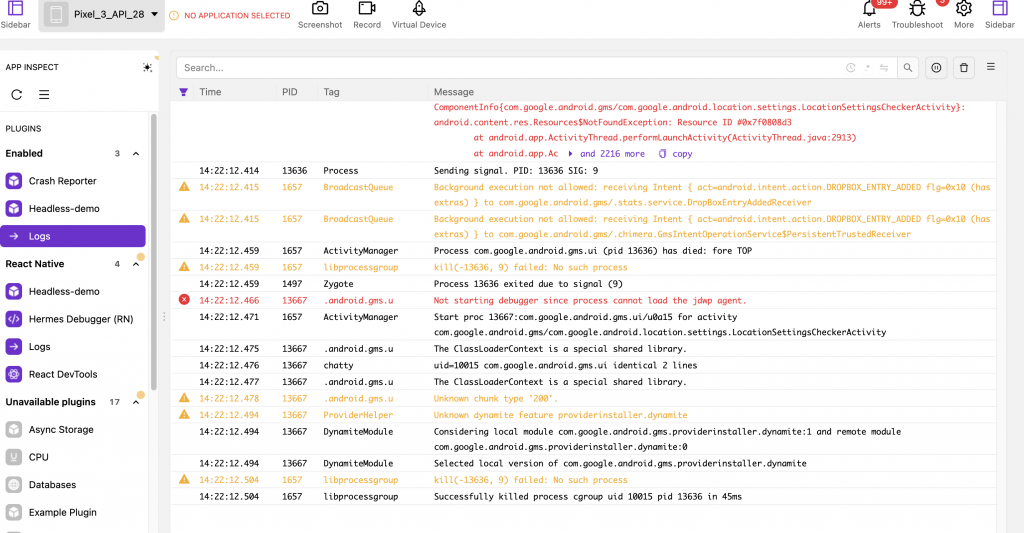 Sidebar
Pixel_3_API_28
NO APPLICATION SELECTED
Screenshot
Record
Virtual Device
99+
Alerts
Troubleshoot
More
Sidebar
APP INSPECT
PLUGINS
Enabled 3
Crash Reporter
Headless-demo
Logs
React Native 4
Headless-demo
Hermes Debugger (RN)
Logs
React DevTools
Unavailable plugins 17
Async Storage
CPU
Databases
Example Plugin
Search...
Time PID Tag Message
ComponentInfo{com.google.android.gms/com.google.android.location.settings.LocationSettingsCheckerActivity}:
android.content.res.Resources$NotFoundException: Resource ID #0x7f0808d3
at android.app.ActivityThread.performLaunchActivity(ActivityThread.java:2913)
at android.app.Ac and 2216 more copy
14:22:12.414 13636 Process Sending signal. PID: 13636 SIG: 9
14:22:12.415 1657 BroadcastQueue Background execution not allowed: receiving Intent { act=android.intent.action.DROPBOX_ENTRY_ADDED flg=0x10 (has
extras) } to com.google.android.gms/.stats.service.DropBoxEntryAddedReceiver
14:22:12.415 1657 BroadcastQueue Background execution not allowed: receiving Intent { act=android.intent.action.DROPBOX_ENTRY_ADDED flg=0x10 (has
extras) } to com.google.android.gms/.chimera.GmsIntentOperationService$PersistentTrustedReceiver
14:22:12.459 1657 ActivityManager Process com.google.android.gms.ui (pid 13636) has died: fore TOP
14:22:12.459 1657 libprocessgroup kill(-13636, 9) failed: No such process
14:22:12.459 1497 Zygote Process 13636 exited due to signal (9)
14:22:12.466 13667 .android.gms.u Not starting debugger since process cannot load the jdwp agent.
14:22:12.471 1657 ActivityManager Start proc 13667:com.google.android.gms.ui/u0a15 for activity
com.google.android.gms/com.google.android.location.settings.LocationSettingsCheckerActivity
14:22:12.475 13667 .android.gms.u The ClassLoaderContext is a special shared library.
14:22:12.476 13667 chatty uid=10015 com.google.android.gms.ui identical 2 lines
14:22:12.477 13667 .android.gms.u The ClassLoaderContext is a special shared library.
14:22:12.478 13667 .android.gms.u Unknown chunk type '200'.
14:22:12.494 13667 ProviderHelper Unknown dynamite feature providerinstaller.dynamite
14:22:12.494 13667 DynamiteModule Considering local module com.google.android.gms.providerinstaller.dynamite:1 and remote module
com.google.android.gms.providerinstaller.dynamite:0
14:22:12.494 13667 DynamiteModule Selected local version of com.google.android.gms.providerinstaller.dynamite
14:22:12.504 1657 libprocessgroup kill(-13636, 9) failed: No such process
14:22:12.504 1657 libprocessgroup Successfully killed process cgroup uid 10015 pid 13636 in 45ms